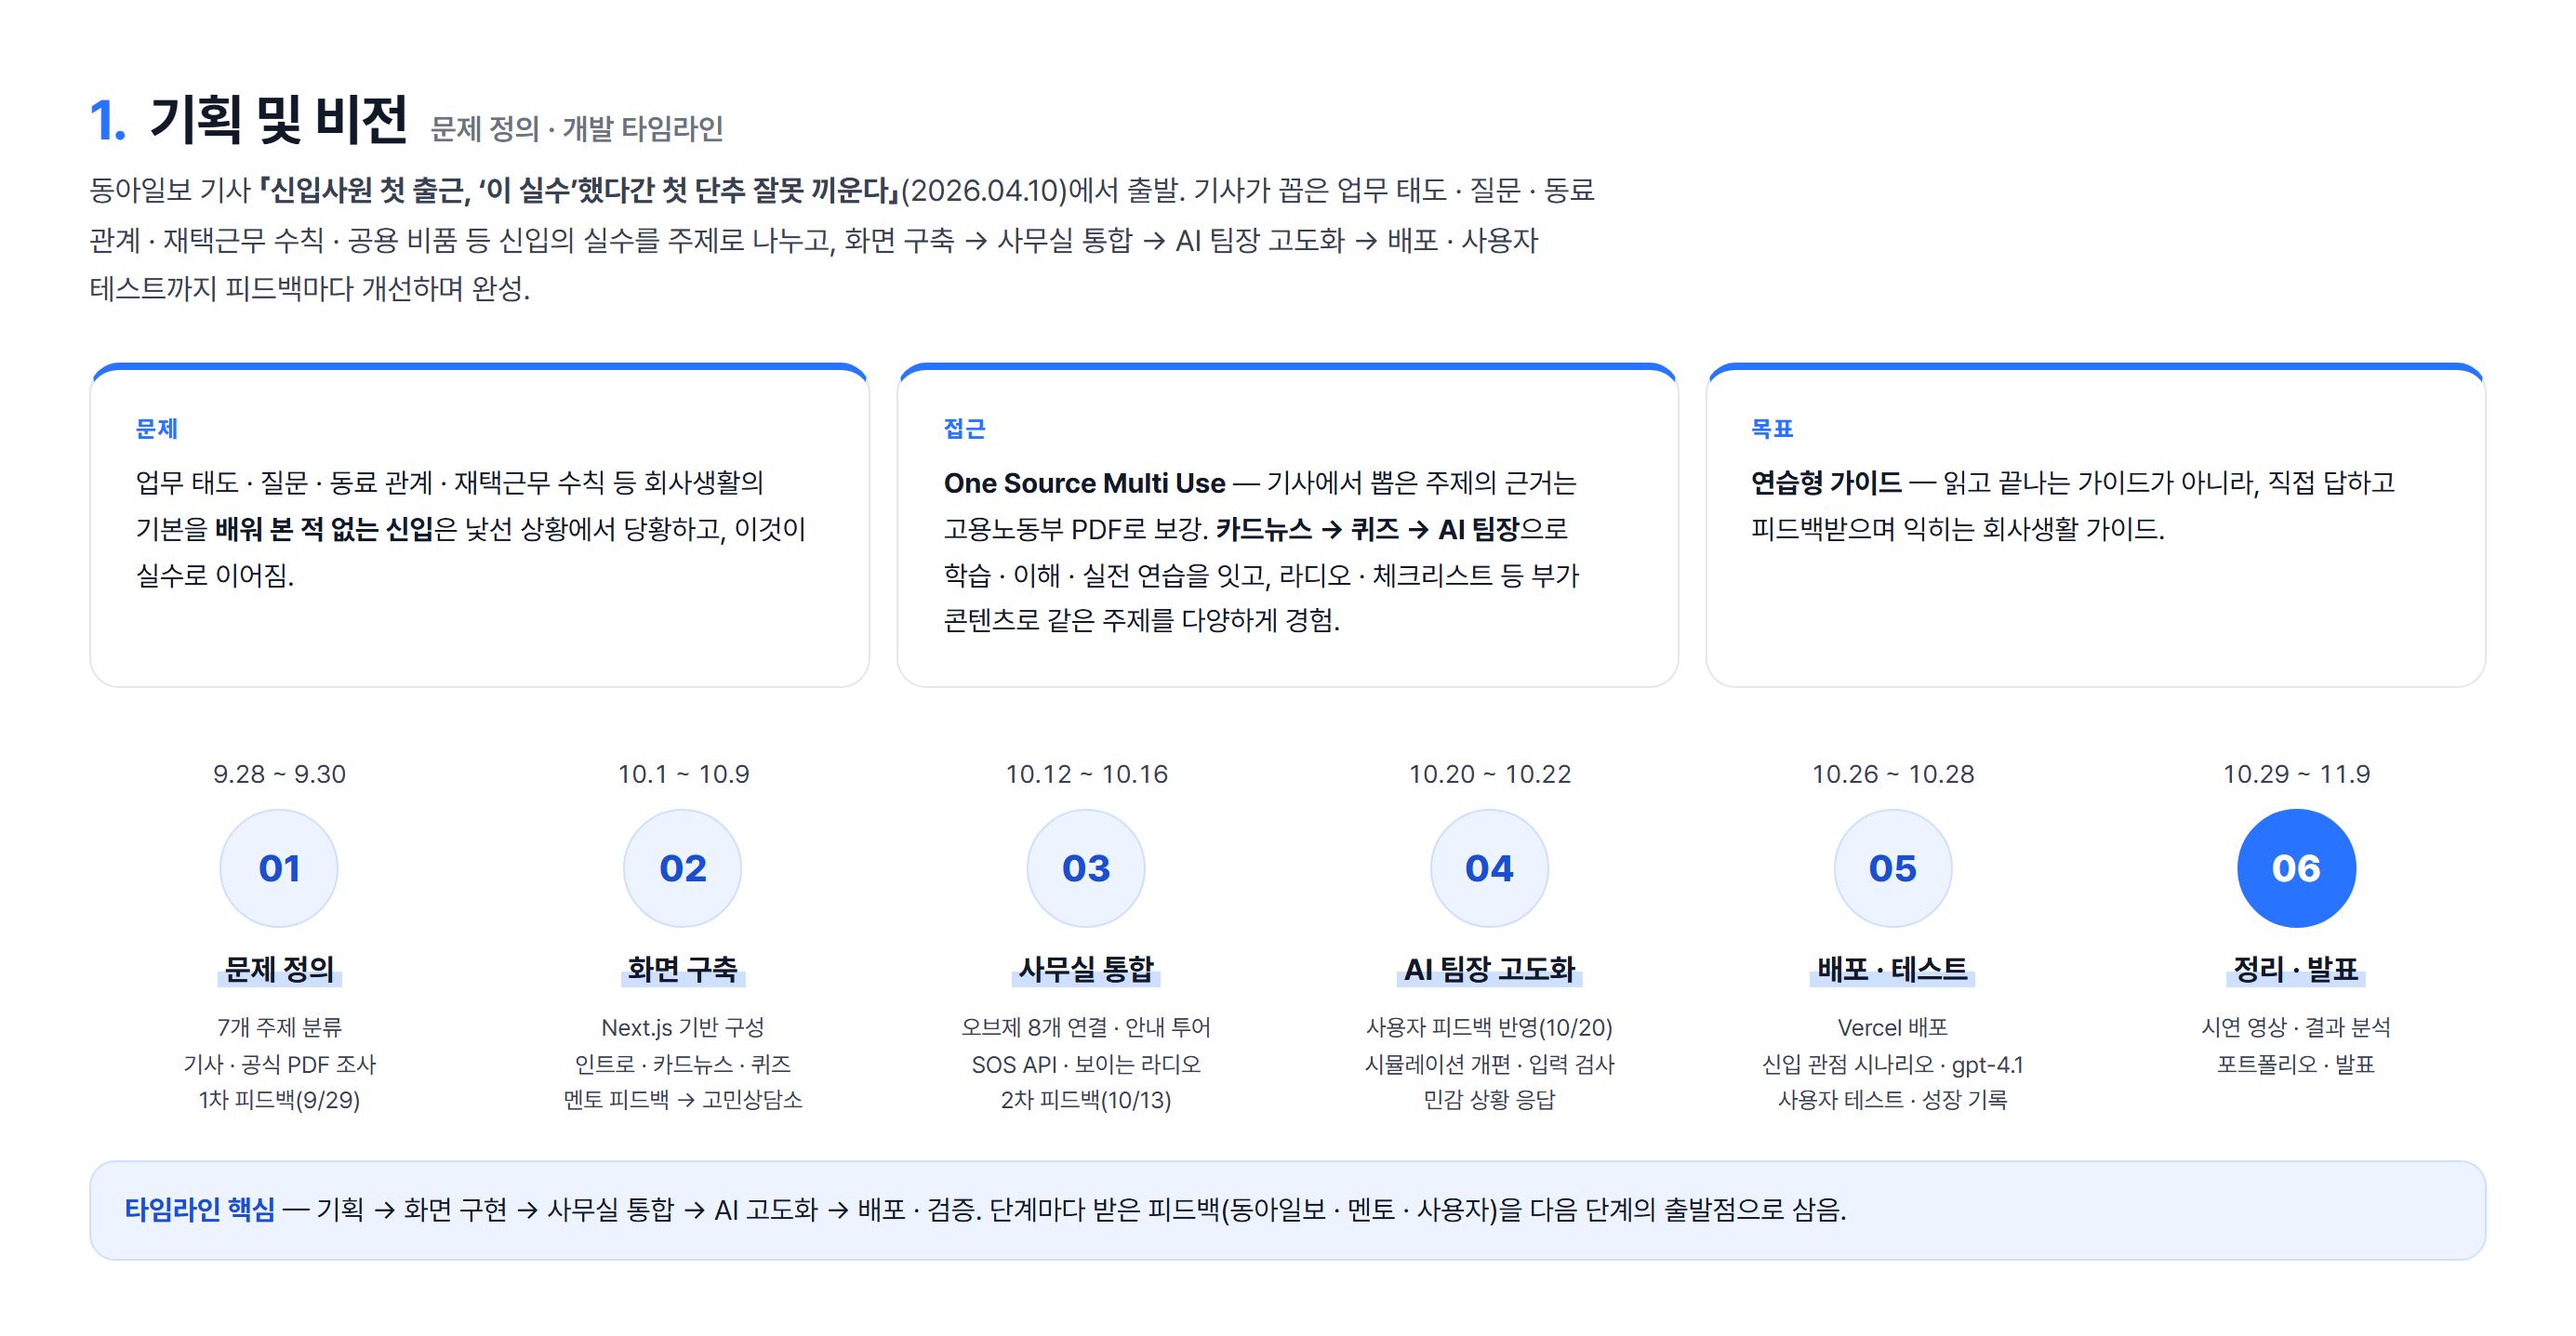 1. 기획 및 비전 문제 정의 · 개발 타임라인
동아일보 기사 「신입사원 첫 출근, ‘이 실수’했다간 첫 단추 잘못 끼운다」(2026.04.10)에서 출발. 기사가 꼽은 업무 태도 · 질문 · 동료
관계 · 재택근무 수칙 · 공용 비품 등 신입의 실수를 주제로 나누고, 화면 구축 → 사무실 통합 → AI 팀장 고도화 → 배포 · 사용자
테스트까지 피드백마다 개선하며 완성.
문제
업무 태도 · 질문 · 동료 관계 · 재택근무 수칙 등 회사생활의
기본을 배워 본 적 없는 신입은 낯선 상황에서 당황하고, 이것이
실수로 이어짐.
접근
One Source Multi Use — 기사에서 뽑은 주제의 근거는
고용노동부 PDF로 보강. 카드뉴스 → 퀴즈 → AI 팀장으로
학습 · 이해 · 실전 연습을 잇고, 라디오 · 체크리스트 등 부가
콘텐츠로 같은 주제를 다양하게 경험.
목표
연습형 가이드 — 읽고 끝나는 가이드가 아니라, 직접 답하고
피드백받으며 익히는 회사생활 가이드.
9.28 ~ 9.30
01
문제 정의
7개 주제 분류
기사 · 공식 PDF 조사
1차 피드백(9/29)
10.1 ~ 10.9
02
화면 구축
Next.js 기반 구성
인트로 · 카드뉴스 · 퀴즈
멘토 피드백 → 고민상담소
10.12 ~ 10.16
03
사무실 통합
오브제 8개 연결 · 안내 투어
SOS API · 보이는 라디오
2차 피드백(10/13)
10.20 ~ 10.22
04
AI 팀장 고도화
사용자 피드백 반영(10/20)
시뮬레이션 개편 · 입력 검사
민감 상황 응답
10.26 ~ 10.28
05
배포 · 테스트
Vercel 배포
신입 관점 시나리오 · gpt-4.1
사용자 테스트 · 성장 기록
10.29 ~ 11.9
06
정리 · 발표
시연 영상 · 결과 분석
포트폴리오 · 발표
타임라인 핵심 — 기획 → 화면 구현 → 사무실 통합 → AI 고도화 → 배포 · 검증. 단계마다 받은 피드백(동아일보 · 멘토 · 사용자)을 다음 단계의 출발점으로 삼음.